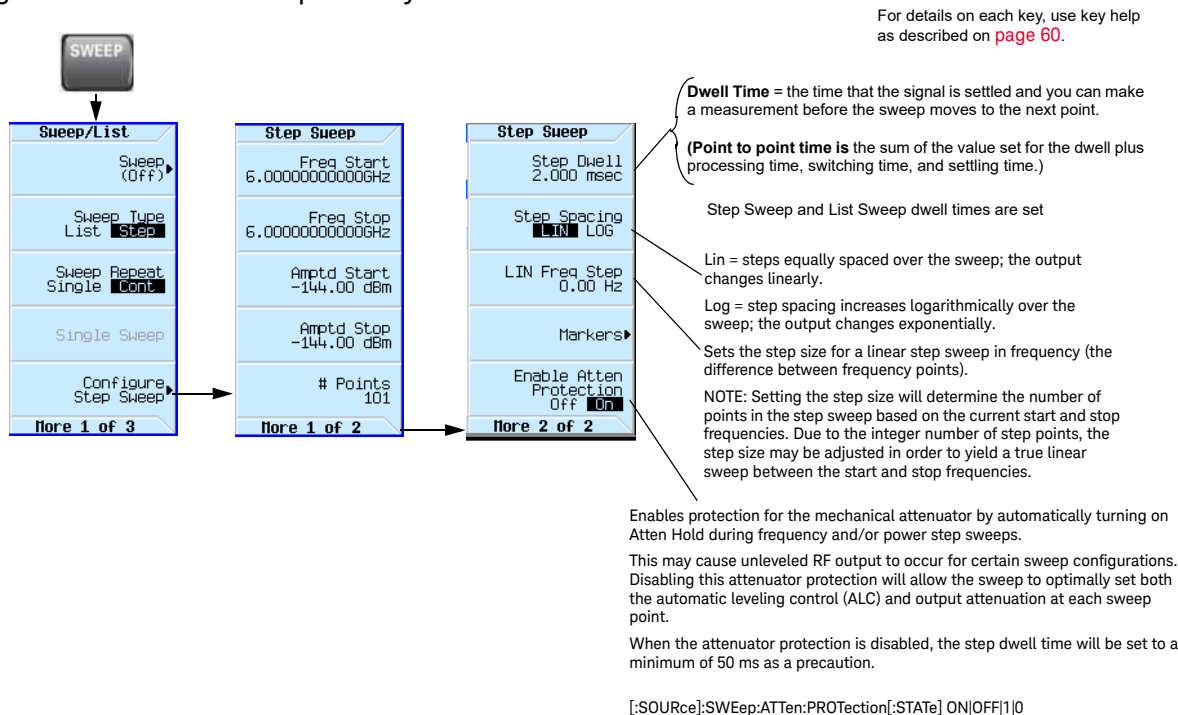 For details on each key, use key help
as described on page 60.
SWEEP
Sweep/List
Sweep
(Off)
Sweep Type
List Step
Sweep Repeat
Single Cont
Single Sweep
Configure
Step Sweep
More 1 of 3
Step Sweep
Freq Start
6.00000000000GHz
Freq Stop
6.00000000000GHz
Amptd Start
-144.00 dBm
Amptd Stop
-144.00 dBm
# Points
101
More 1 of 2
Step Sweep
Step Dwell
2.000 msec
Step Spacing
LIN LOG
LIN Freq Step
0.00 Hz
Markers
Enable Atten
Protection
Off On
More 2 of 2
Dwell Time = the time that the signal is settled and you can make
a measurement before the sweep moves to the next point.
(Point to point time is the sum of the value set for the dwell plus
processing time, switching time, and settling time.)
Step Sweep and List Sweep dwell times are set
Lin = steps equally spaced over the sweep; the output
changes linearly.
Log = step spacing increases logarithmically over the
sweep; the output changes exponentially.
Sets the step size for a linear step sweep in frequency (the
difference between frequency points).
NOTE: Setting the step size will determine the number of
points in the step sweep based on the current start and stop
frequencies. Due to the integer number of step points, the
step size may be adjusted in order to yield a true linear
sweep between the start and stop frequencies.
Enables protection for the mechanical attenuator by automatically turning on
Atten Hold during frequency and/or power step sweeps.
This may cause unleveled RF output to occur for certain sweep configurations.
Disabling this attenuator protection will allow the sweep to optimally set both
the automatic leveling control (ALC) and output attenuation at each sweep
point.
When the attenuator protection is disabled, the step dwell time will be set to a
minimum of 50 ms as a precaution.
[:SOURce]:SWEep:ATTen:PROTection[:STATe] ON|OFF|1|0